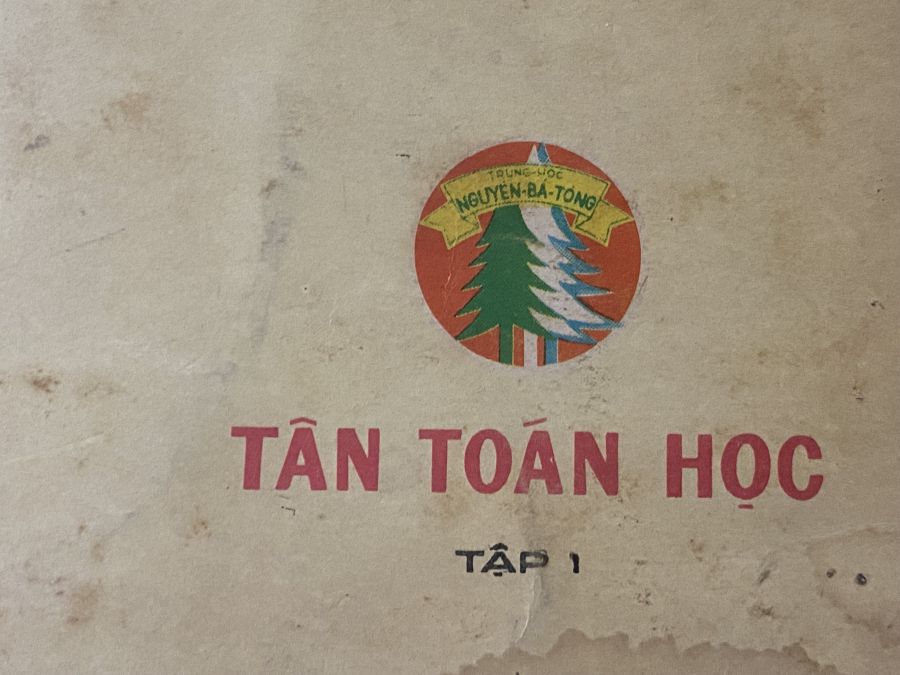 TRUNG-HỌC
NGUYỄN-BÁ-TÒNG
TÂN TOÁN HỌC
TẬP 1